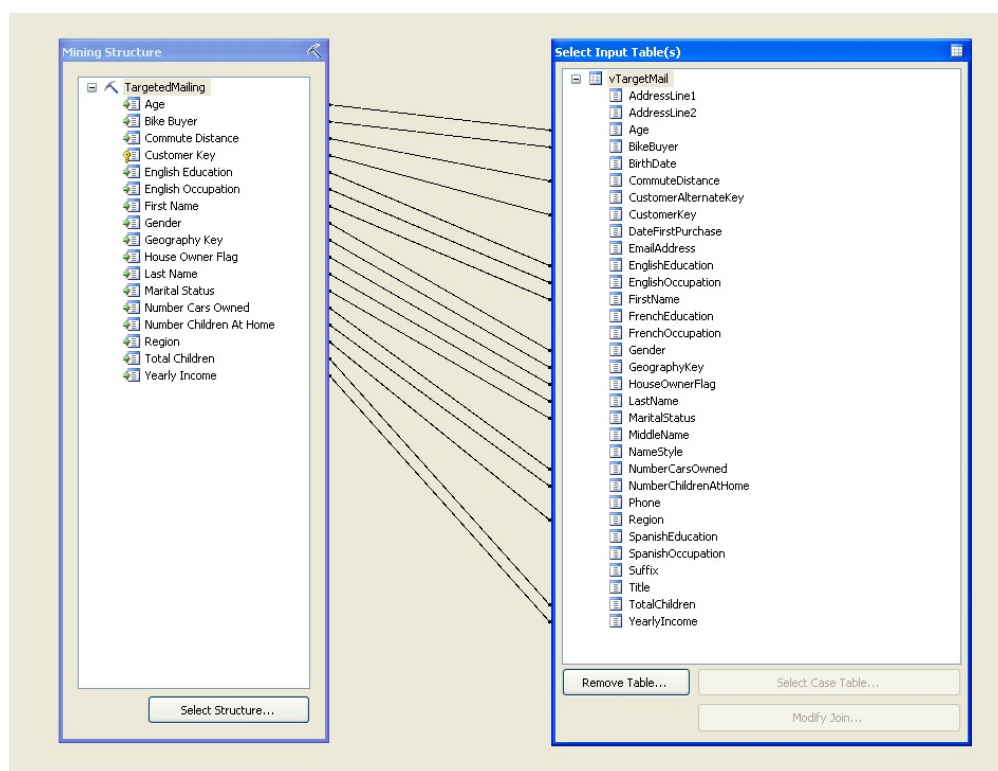 Mining Structure
TargetedMailing
Age
Bike Buyer
Commute Distance
Customer Key
English Education
English Occupation
First Name
Gender
Geography Key
House Owner Flag
Last Name
Marital Status
Number Cars Owned
Number Children At Home
Region
Total Children
Yearly Income
Select Structure...
Select Input Table(s)
vTargetMail
AddressLine1
AddressLine2
Age
BikeBuyer
BirthDate
CommuteDistance
CustomerAlternateKey
CustomerKey
DateFirstPurchase
EmailAddress
EnglishEducation
EnglishOccupation
FirstName
FrenchEducation
FrenchOccupation
Gender
GeographyKey
HouseOwnerFlag
LastName
MaritalStatus
MiddleName
NameStyle
NumberCarsOwned
NumberChildrenAtHome
Phone
Region
SpanishEducation
SpanishOccupation
Suffix
Title
TotalChildren
YearlyIncome
Remove Table...
Select Case Table...
Modify Join...